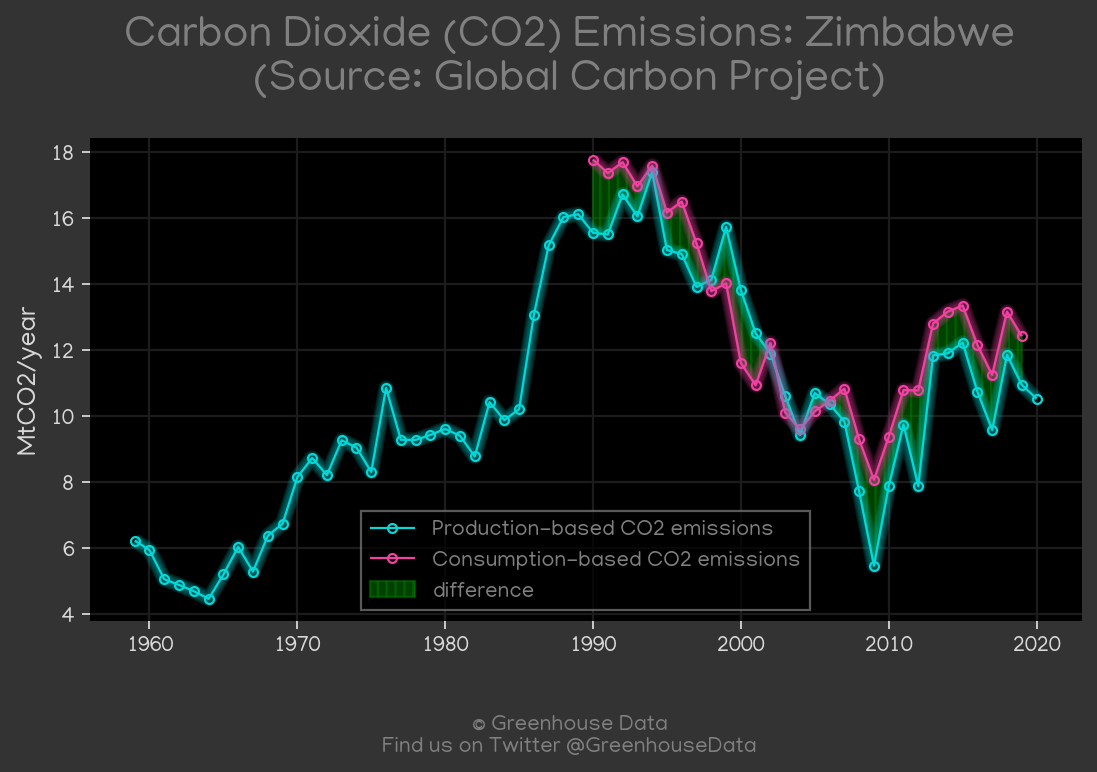 Carbon Dioxide (CO2) Emissions: Zimbabwe
(Source: Global Carbon Project)
18
16
14
12
10
8
6
4
MtCO2/year
Production-based CO2 emissions
Consumption-based CO2 emissions
difference
1960 1970 1980 1990 2000 2010 2020
© Greenhouse Data
Find us on Twitter @GreenhouseData